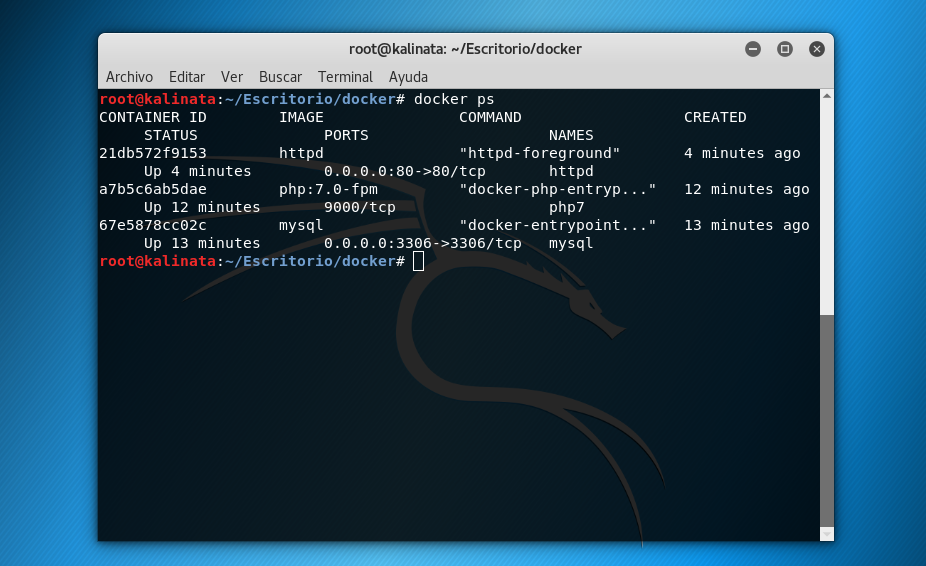 root@kalinata: ~/Escritorio/docker
Archivo Editar Ver Buscar Terminal Ayuda
root@kalinata:~/Escritorio/docker# docker ps
CONTAINER ID        IMAGE               COMMAND                  CREATED
     STATUS              PORTS                    NAMES
21db572f9153        httpd               "httpd-foreground"       4 minutes ago
     Up 4 minutes        0.0.0.0:80->80/tcp       httpd
a7b5c6ab5dae        php:7.0-fpm         "docker-php-entryp..."   12 minutes ago
     Up 12 minutes       9000/tcp                 php7
67e5878cc02c        mysql               "docker-entrypoint..."   13 minutes ago
     Up 13 minutes       0.0.0.0:3306->3306/tcp   mysql
root@kalinata:~/Escritorio/docker#